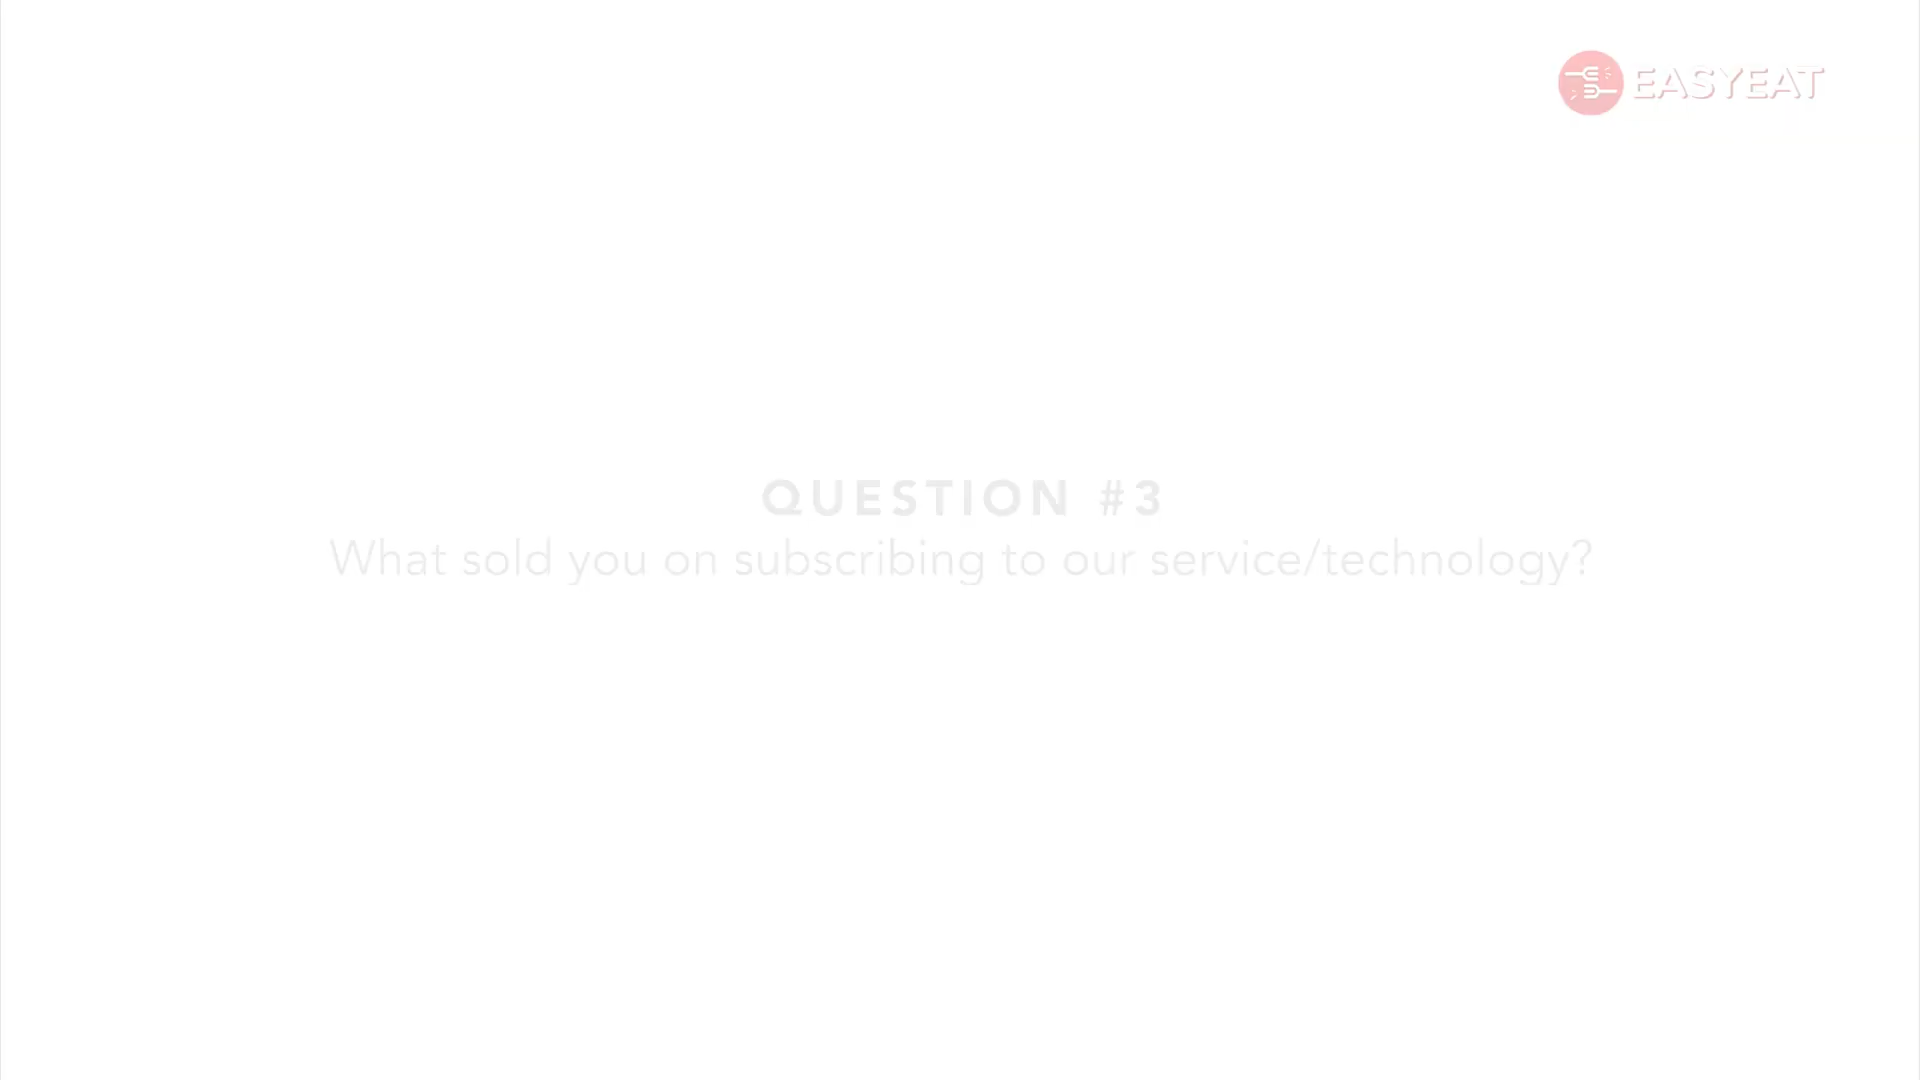 EASYEAT
QUESTION #3
What sold you on subscribing to our service/technology?